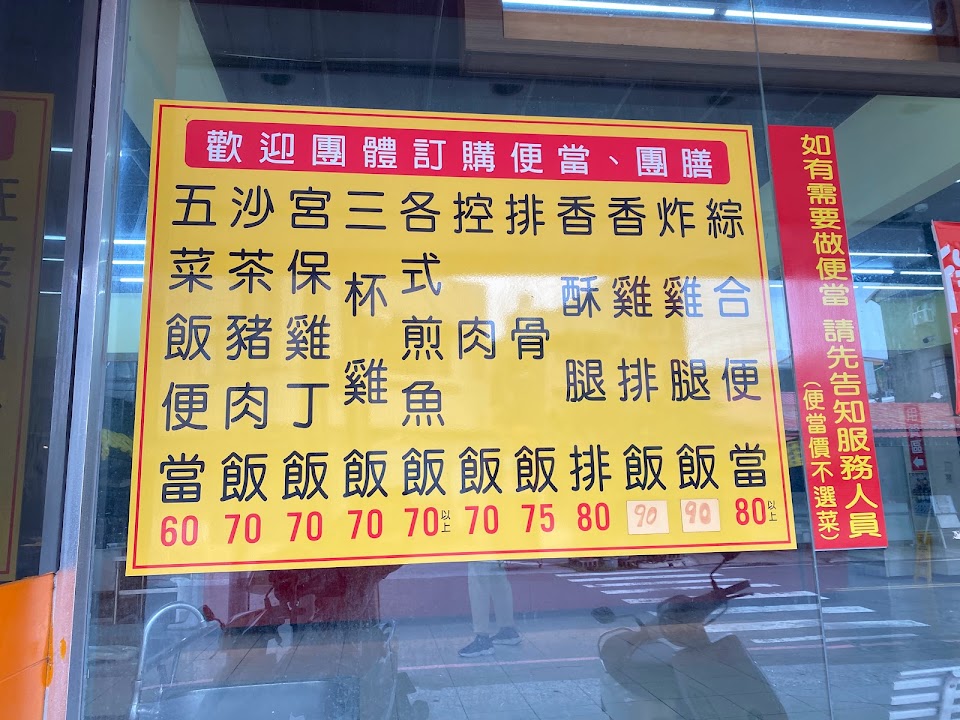 歡迎團體訂購便當、團膳
五菜飯便當 60
沙茶豬肉飯 70
宮保雞丁飯 70
三杯雞飯 70
各式煎魚飯 70以上
控肉飯 70
排骨飯 75
香酥腿排 80
香雞排飯 90
炸雞腿飯 90
綜合便當 80以上
如有需要做便當 請先告知服務人員
(便當價不選菜)